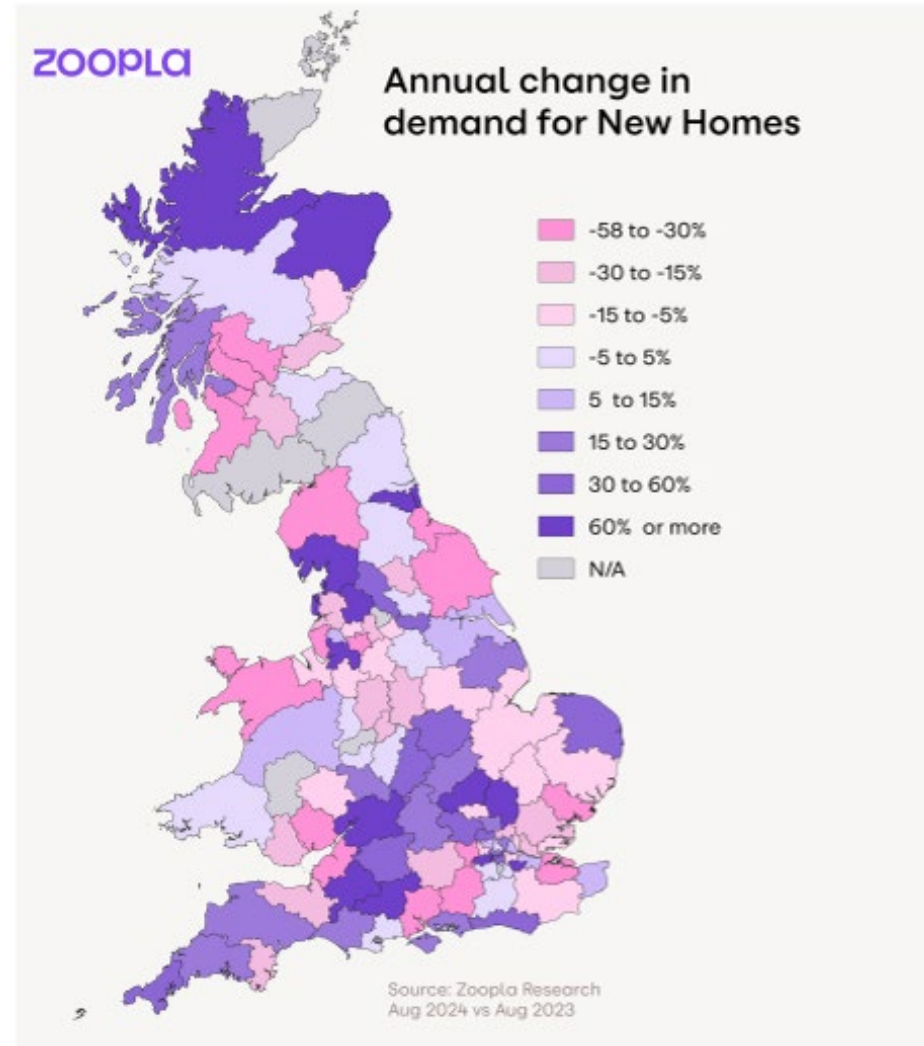 zoopla
Annual change in
demand for New Homes
-58 to -30%
-30 to -15%
-15 to -5%
-5 to 5%
5 to 15%
15 to 30%
30 to 60%
60% or more
N/A
Source: Zoopla Research
Aug 2024 vs Aug 2023